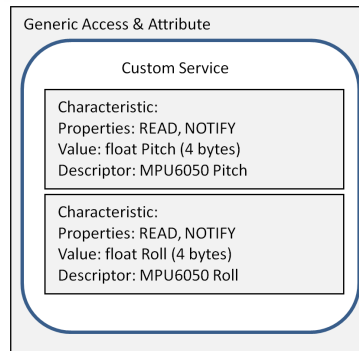 Generic Access & Attribute
Custom Service
Characteristic:
Properties: READ, NOTIFY
Value: float Pitch (4 bytes)
Descriptor: MPU6050 Pitch
Characteristic:
Properties: READ, NOTIFY
Value: float Roll (4 bytes)
Descriptor: MPU6050 Roll